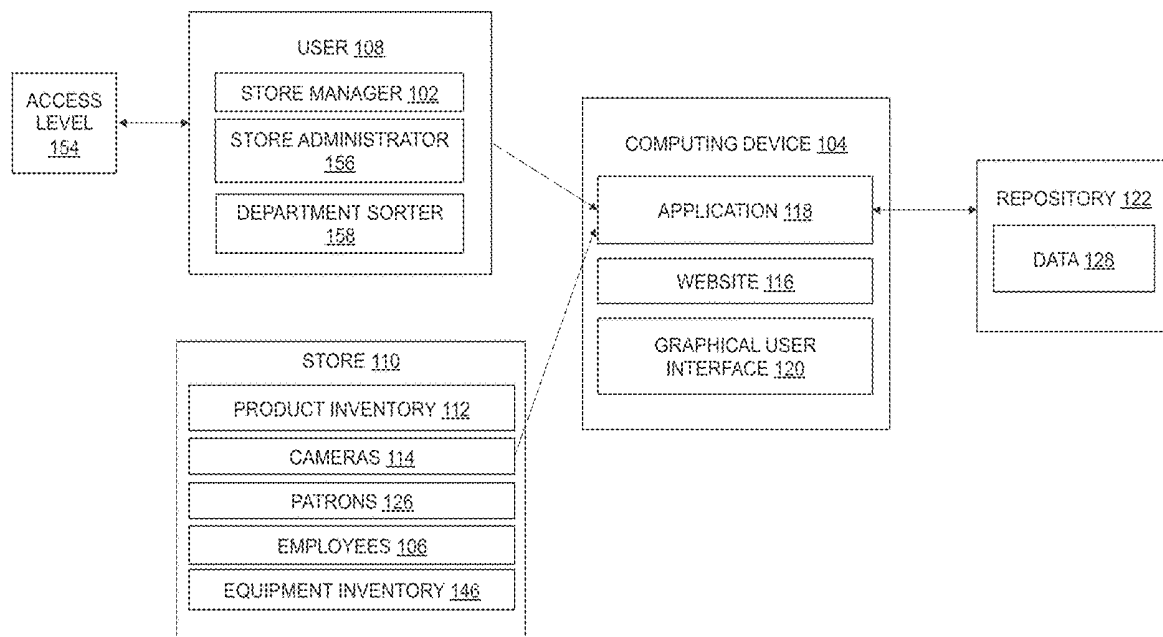 ACCESS
LEVEL
154
USER 108
STORE MANAGER 102
STORE ADMINISTRATOR
156
DEPARTMENT SORTER
158
STORE 110
PRODUCT INVENTORY 112
CAMERAS 114
PATRONS 126
EMPLOYEES 106
EQUIPMENT INVENTORY 146
COMPUTING DEVICE 104
APPLICATION 118
WEBSITE 116
GRAPHICAL USER
INTERFACE 120
REPOSITORY 122
DATA 128